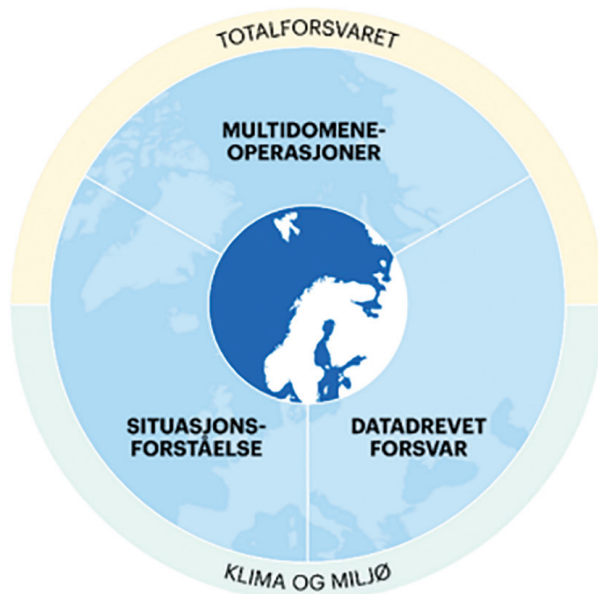 TOTALFORSVARET
MULTIDOMENE-
OPERASJONER
SITUASJONS-
FORSTÅELSE
DATADREVET
FORSVAR
KLIMA OG MILJØ